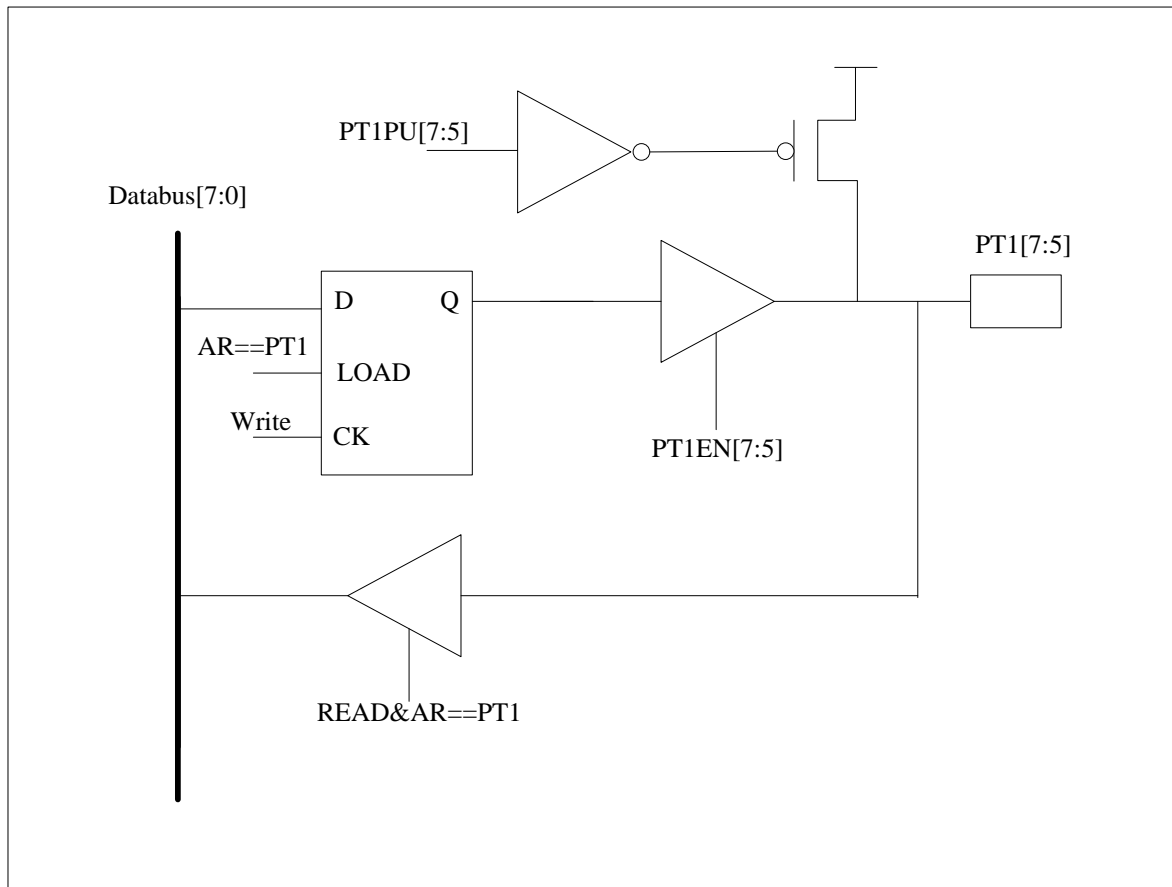 PT1PU[7:5]
Databus[7:0]
PT1[7:5]
D
Q
AR==PT1
LOAD
Write
CK
PT1EN[7:5]
READ&AR==PT1